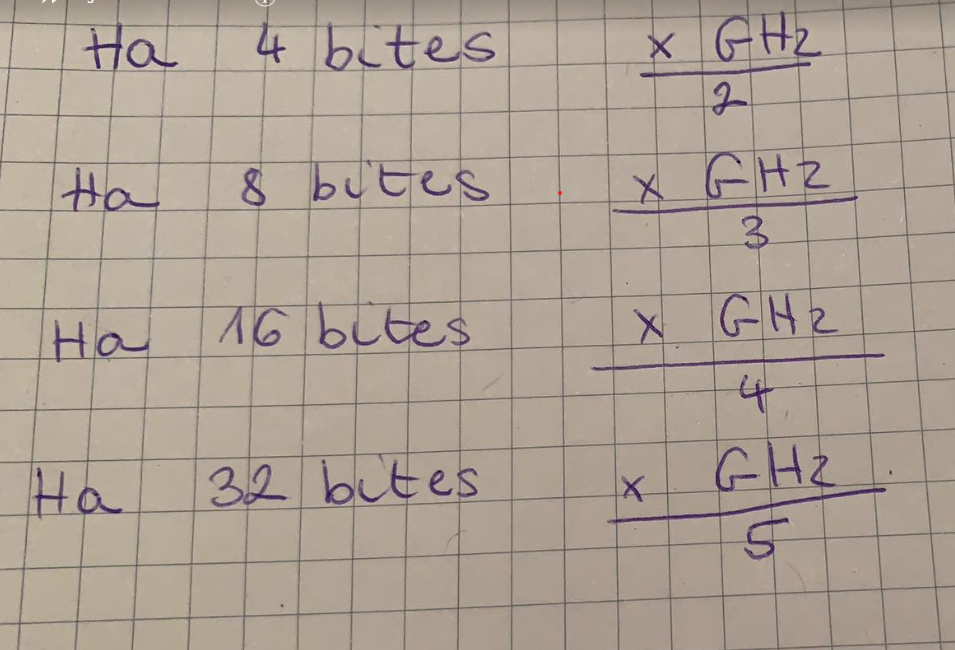 Ha 4 bites x GHz
2
Ha 8 bites x GHz
3
Ha 16 bites x GHz
4
Ha 32 bites x GHz
5